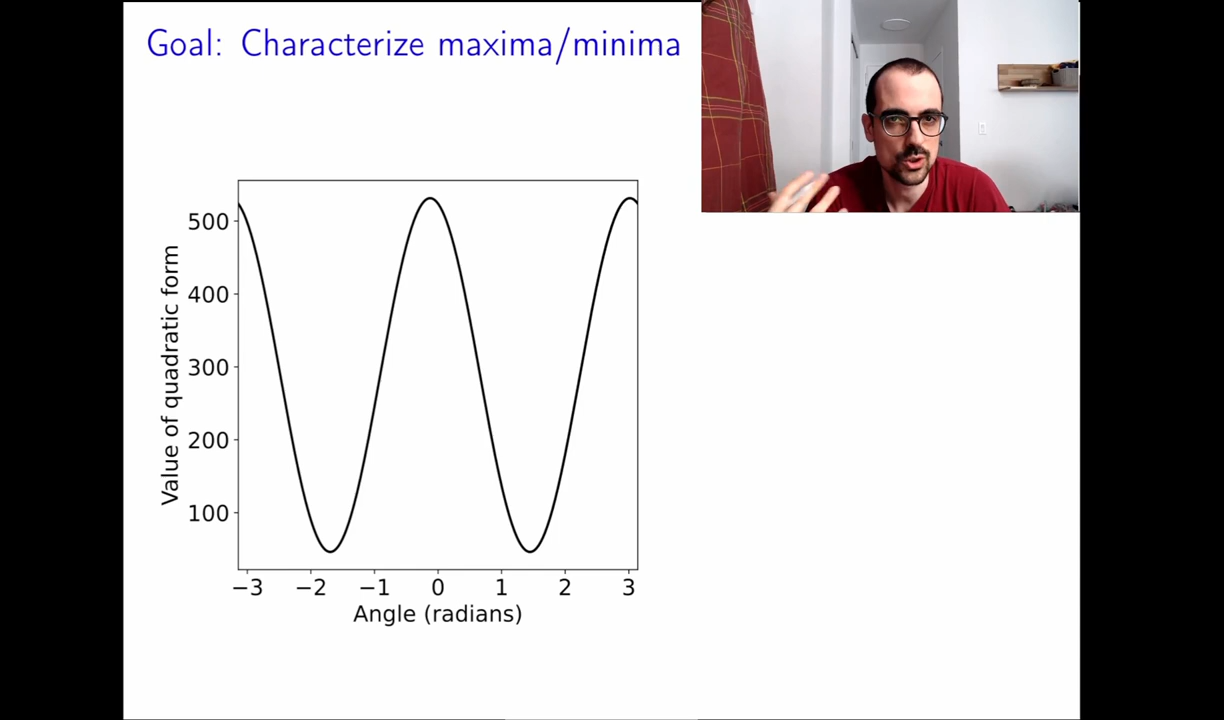 Goal: Characterize maxima/minima
Value of quadratic form
500
400
300
200
100
−3 −2 −1 0 1 2 3
Angle (radians)